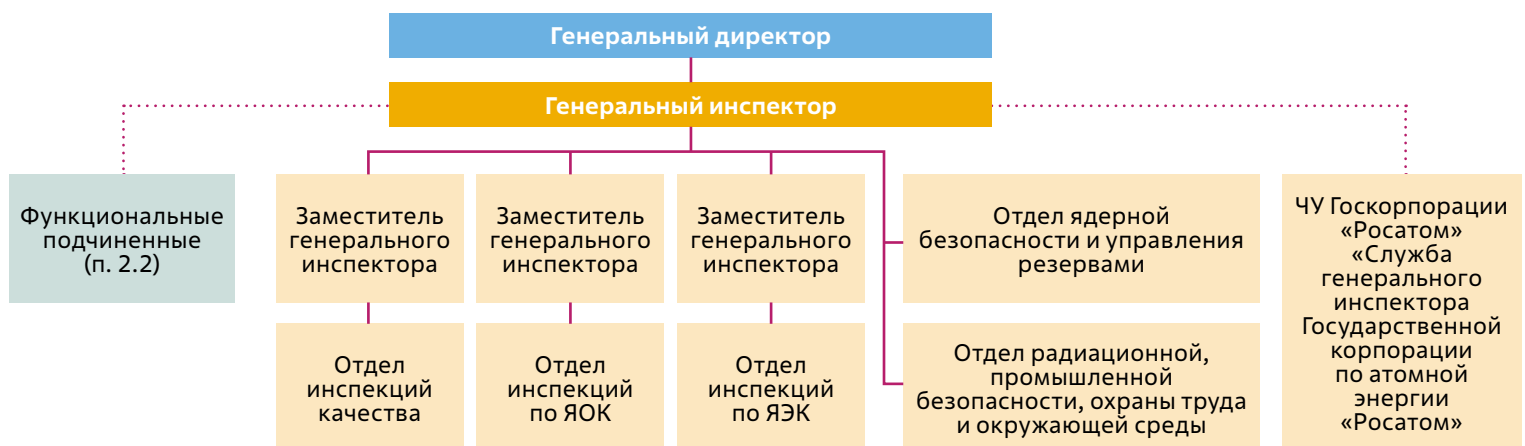 Генеральный директор
Генеральный инспектор
Функциональные
подчиненные
(п. 2.2)
Заместитель
генерального
инспектора
Заместитель
генерального
инспектора
Заместитель
генерального
инспектора
Отдел ядерной
безопасности и управления
резервами
ЧУ Госкорпорации
«Росатом»
«Служба
генерального
инспектора
Государственной
корпорации
по атомной
энергии
«Росатом»
Отдел
инспекций
качества
Отдел
инспекций
по ЯОК
Отдел
инспекций
по ЯЭК
Отдел радиационной,
промышленной
безопасности, охраны труда
и окружающей среды